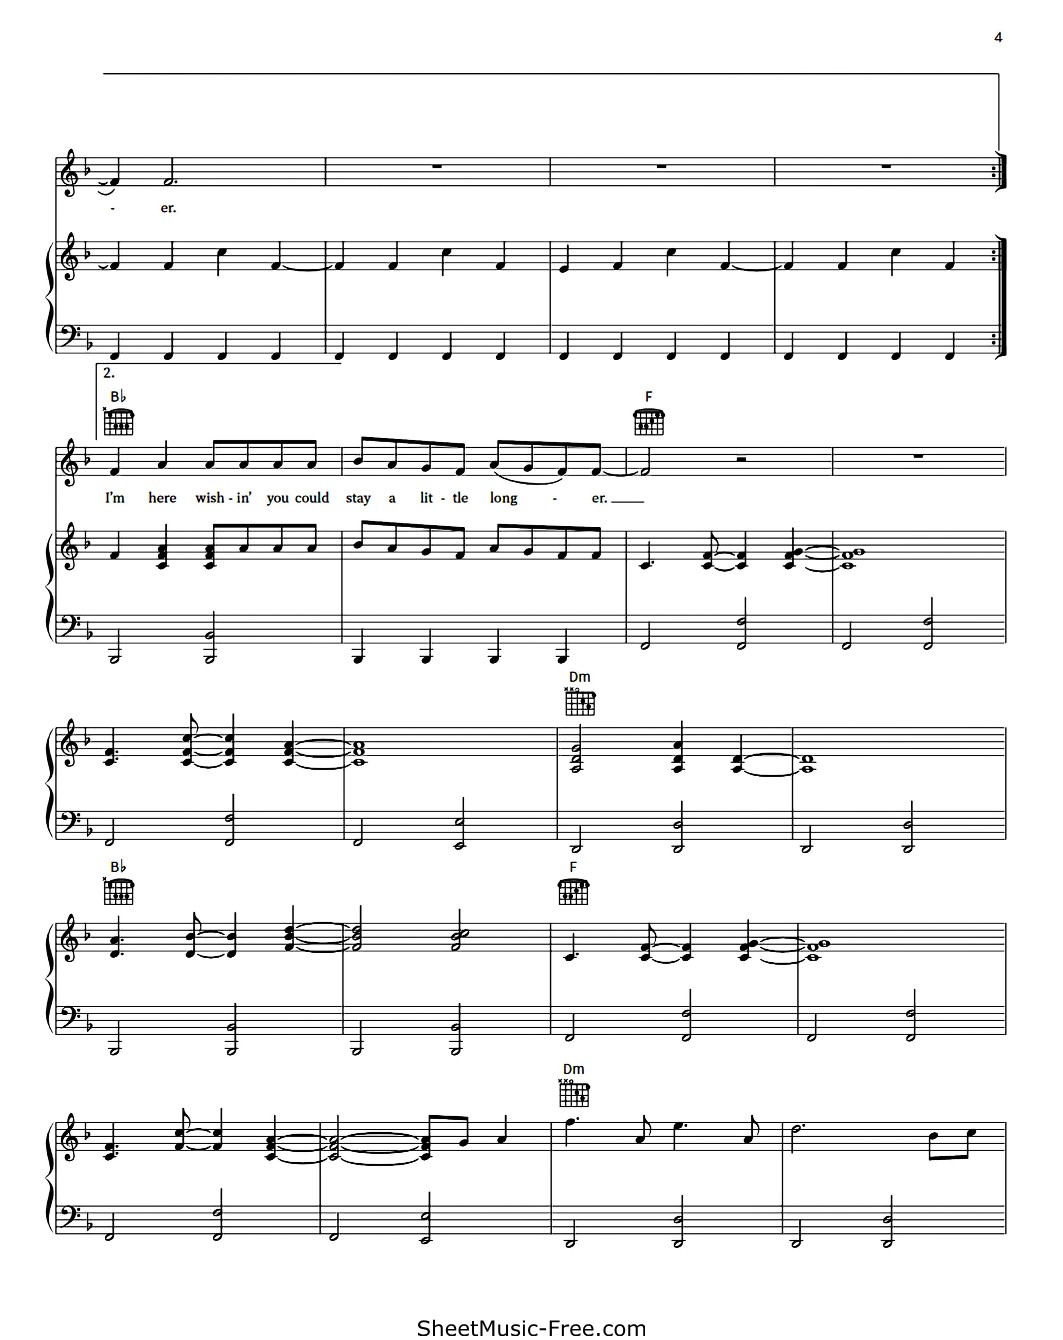 4
- er.
2.
B♭ F
I'm here wish - in' you could stay a lit - tle long - er.
Dm
B♭ F
Dm
SheetMusic-Free.com